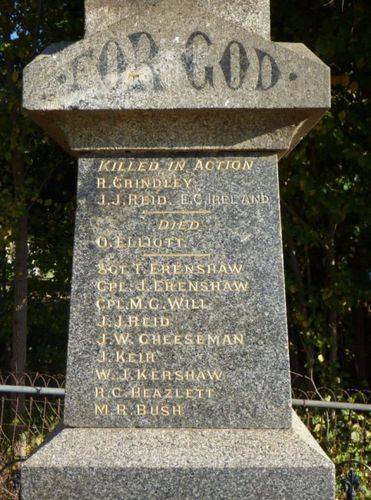 · FOR GOD ·
KILLED IN ACTION
R. GRINDLEY.
J. J. REID. E. C. IRELAND
DIED
O. ELLIOTT.
SGT T. ERENSHAW
CPL. J. ERENSHAW
CPL. M. G. WILL
J. J. REID
J. W. CHEESEMAN
J. KEIR
W. J. KERSHAW
R. C. HEAZLETT
M. R. BUSH